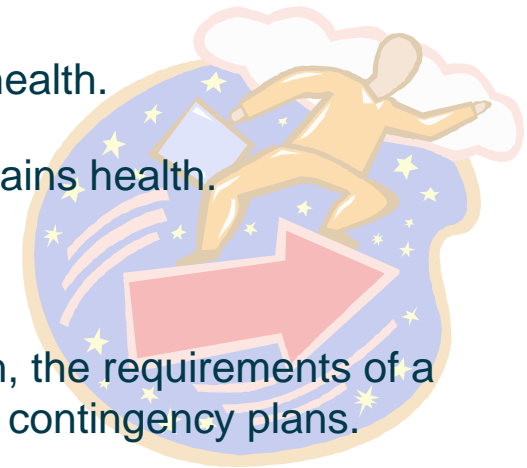 health.
ains health.
n, the requirements of a
contingency plans.